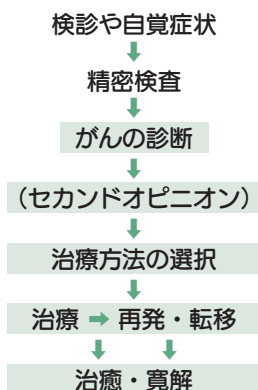 検診や自覚症状
精密検査
がんの診断
（セカンドオピニオン）
治療方法の選択
治療 ➡ 再発・転移
治癒・寛解